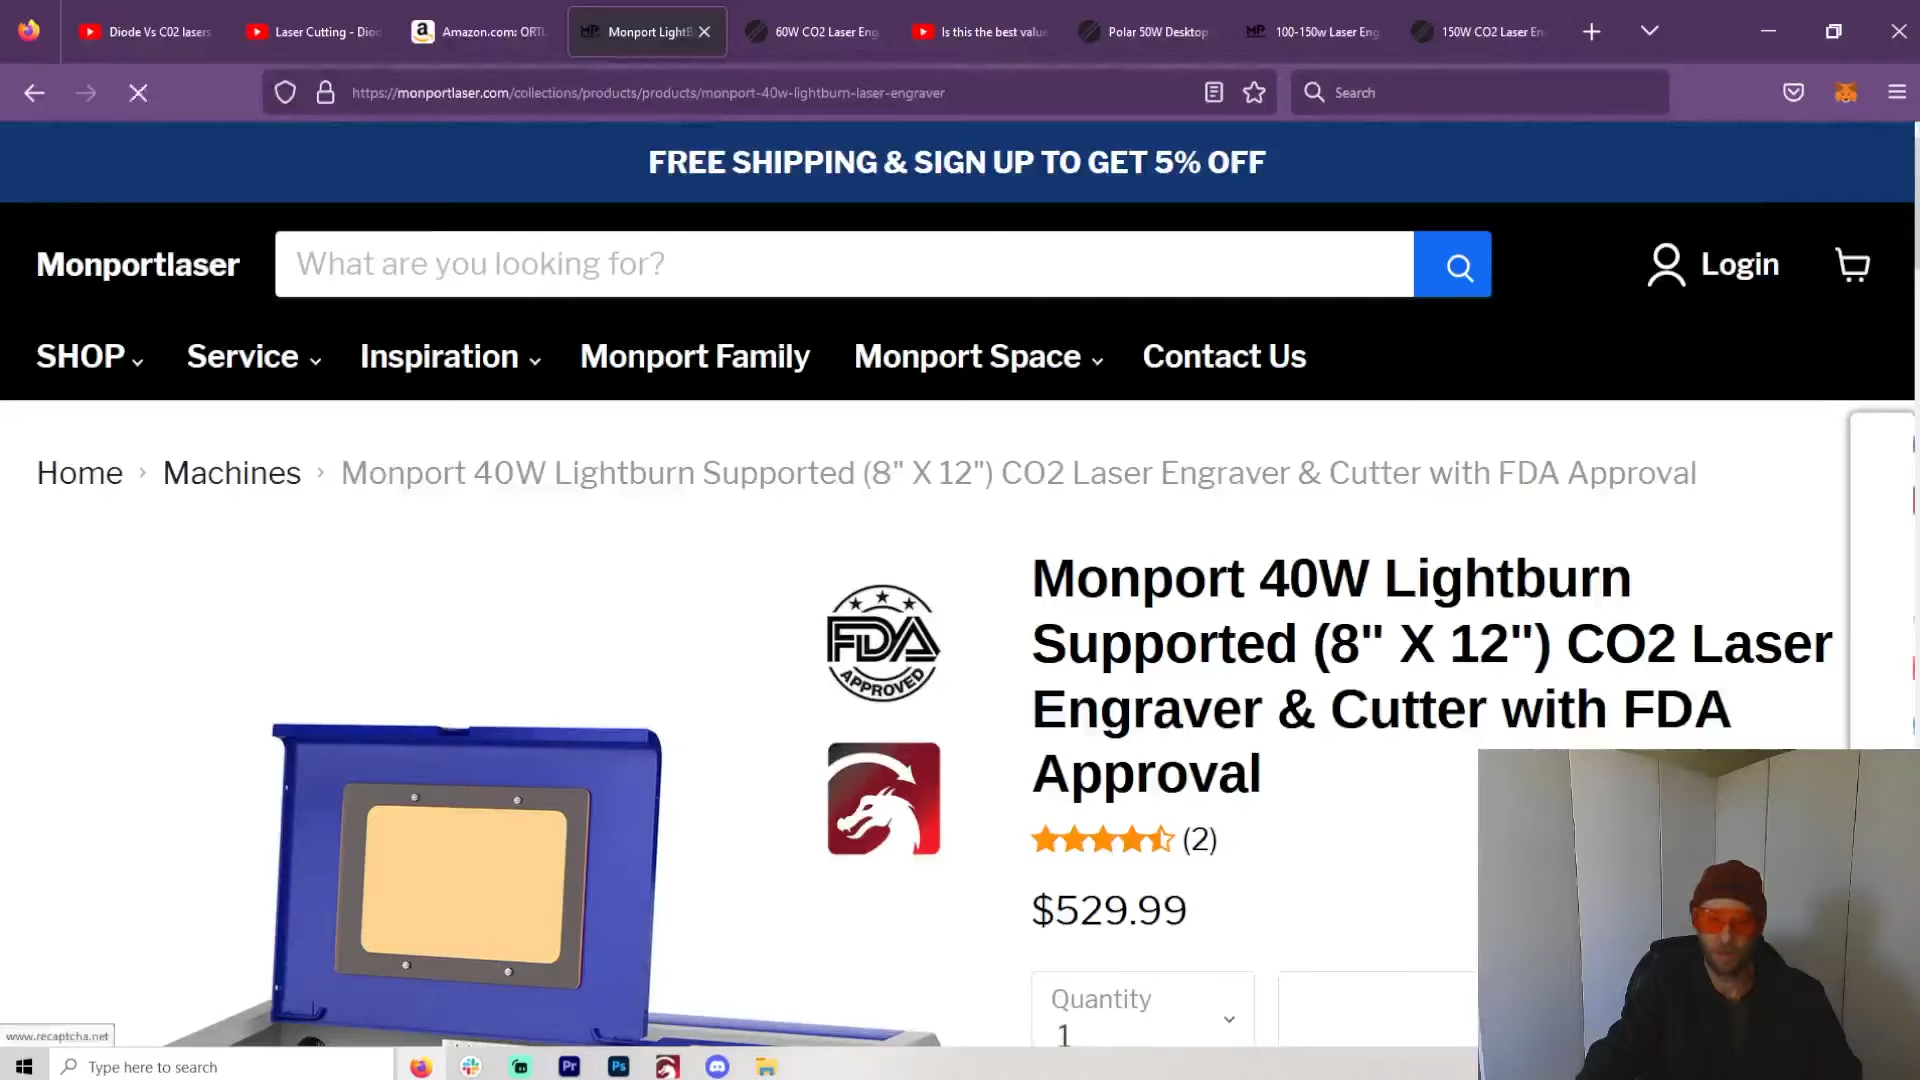 Diode Vs C02 lasers
Laser Cutting - Dio
Amazon.com: ORTL
Monport LightB
60W CO2 Laser Eng
Is this the best value
Polar 50W Desktop
100-150w Laser Eng
150W CO2 Laser En
https://monportlaser.com/collections/products/products/monport-40w-lightburn-laser-engraver
Search
FREE SHIPPING & SIGN UP TO GET 5% OFF
Monportlaser
What are you looking for?
Login
SHOP Service Inspiration Monport Family Monport Space Contact Us
Home › Machines › Monport 40W Lightburn Supported (8" X 12") CO2 Laser Engraver & Cutter with FDA Approval
FDA
APPROVED
Monport 40W Lightburn
Supported (8" X 12") CO2 Laser
Engraver & Cutter with FDA
Approval
(2)
$529.99
Quantity
1
www.recaptcha.net
Type here to search
Pr
Ps